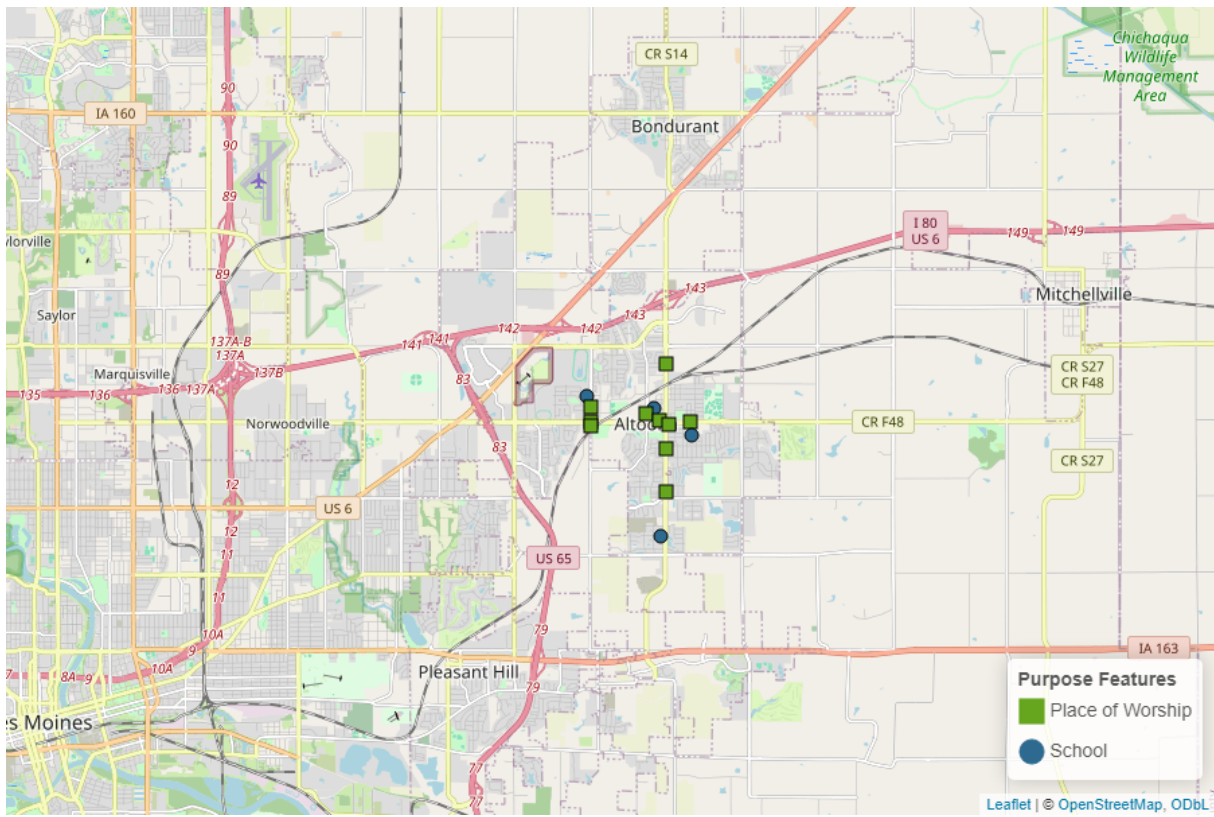 90
CR S14
Chichaqua
Wildlife
Management
Area
IA 160
Bondurant
90
89
ylorville
I 80
US 6
149
149
89
143
Mitchellville
Saylor
143
142
142
137A-B
137A
141
141
Marquisville
137B
83
CR S27
CR F48
135
136
136
137A
Norwoodville
Altoo
CR F48
83
CR S27
12
US 6
12
11
US 65
11
79
10A
9
IA 163
7
8A
9
10A
Pleasant Hill
79
es Moines
77
77
Purpose Features
Place of Worship
School
Leaflet | © OpenStreetMap, ODbL